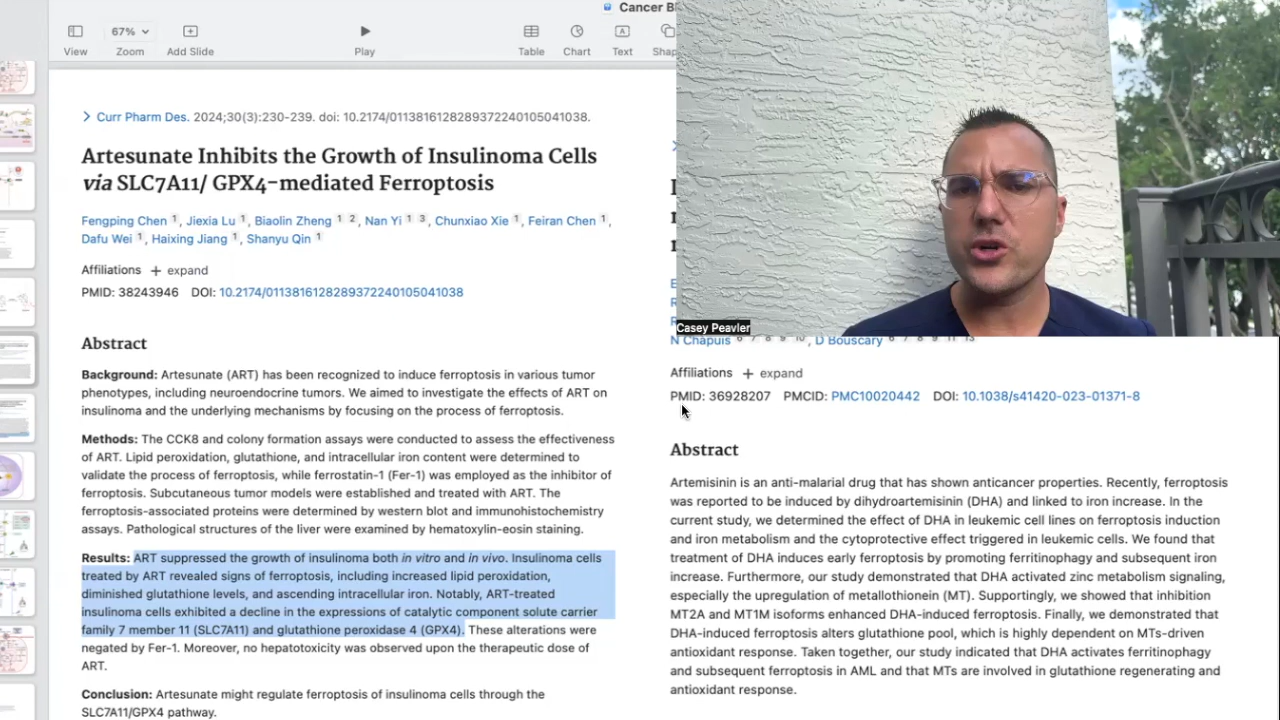 Cancer B
67%
View
Zoom
Add Slide
Play
Table
Chart
Text
Shap
Curr Pharm Des. 2024;30(3):230-239. doi: 10.2174/0113816128289372240105041038.
Artesunate Inhibits the Growth of Insulinoma Cells
via SLC7A11/ GPX4-mediated Ferroptosis
Fengping Chen 1, Jiexia Lu 1, Biaolin Zheng 1 2, Nan Yi 1 3, Chunxiao Xie 1, Feiran Chen 1,
Dafu Wei 1, Haixing Jiang 1, Shanyu Qin 1
Affiliations + expand
PMID: 38243946 DOI: 10.2174/0113816128289372240105041038
Abstract
Background: Artesunate (ART) has been recognized to induce ferroptosis in various tumor
phenotypes, including neuroendocrine tumors. We aimed to investigate the effects of ART on
insulinoma and the underlying mechanisms by focusing on the process of ferroptosis.
Methods: The CCK8 and colony formation assays were conducted to assess the effectiveness
of ART. Lipid peroxidation, glutathione, and intracellular iron content were determined to
validate the process of ferroptosis, while ferrostatin-1 (Fer-1) was employed as the inhibitor of
ferroptosis. Subcutaneous tumor models were established and treated with ART. The
ferroptosis-associated proteins were determined by western blot and immunohistochemistry
assays. Pathological structures of the liver were examined by hematoxylin-eosin staining.
Results: ART suppressed the growth of insulinoma both in vitro and in vivo. Insulinoma cells
treated by ART revealed signs of ferroptosis, including increased lipid peroxidation,
diminished glutathione levels, and ascending intracellular iron. Notably, ART-treated
insulinoma cells exhibited a decline in the expressions of catalytic component solute carrier
family 7 member 11 (SLC7A11) and glutathione peroxidase 4 (GPX4). These alterations were
negated by Fer-1. Moreover, no hepatotoxicity was observed upon the therapeutic dose of
ART.
Conclusion: Artesunate might regulate ferroptosis of insulinoma cells through the
SLC7A11/GPX4 pathway.
Casey Peavler
N Chapuis 6 7 8 9 10, D Bouscary 6 7 8 9 11 13
Affiliations + expand
PMID: 36928207 PMCID: PMC10020442 DOI: 10.1038/s41420-023-01371-8
Abstract
Artemisinin is an anti-malarial drug that has shown anticancer properties. Recently, ferroptosis
was reported to be induced by dihydroartemisinin (DHA) and linked to iron increase. In the
current study, we determined the effect of DHA in leukemic cell lines on ferroptosis induction
and iron metabolism and the cytoprotective effect triggered in leukemic cells. We found that
treatment of DHA induces early ferroptosis by promoting ferritinophagy and subsequent iron
increase. Furthermore, our study demonstrated that DHA activated zinc metabolism signaling,
especially the upregulation of metallothionein (MT). Supportingly, we showed that inhibition
MT2A and MT1M isoforms enhanced DHA-induced ferroptosis. Finally, we demonstrated that
DHA-induced ferroptosis alters glutathione pool, which is highly dependent on MTs-driven
antioxidant response. Taken together, our study indicated that DHA activates ferritinophagy
and subsequent ferroptosis in AML and that MTs are involved in glutathione regenerating and
antioxidant response.